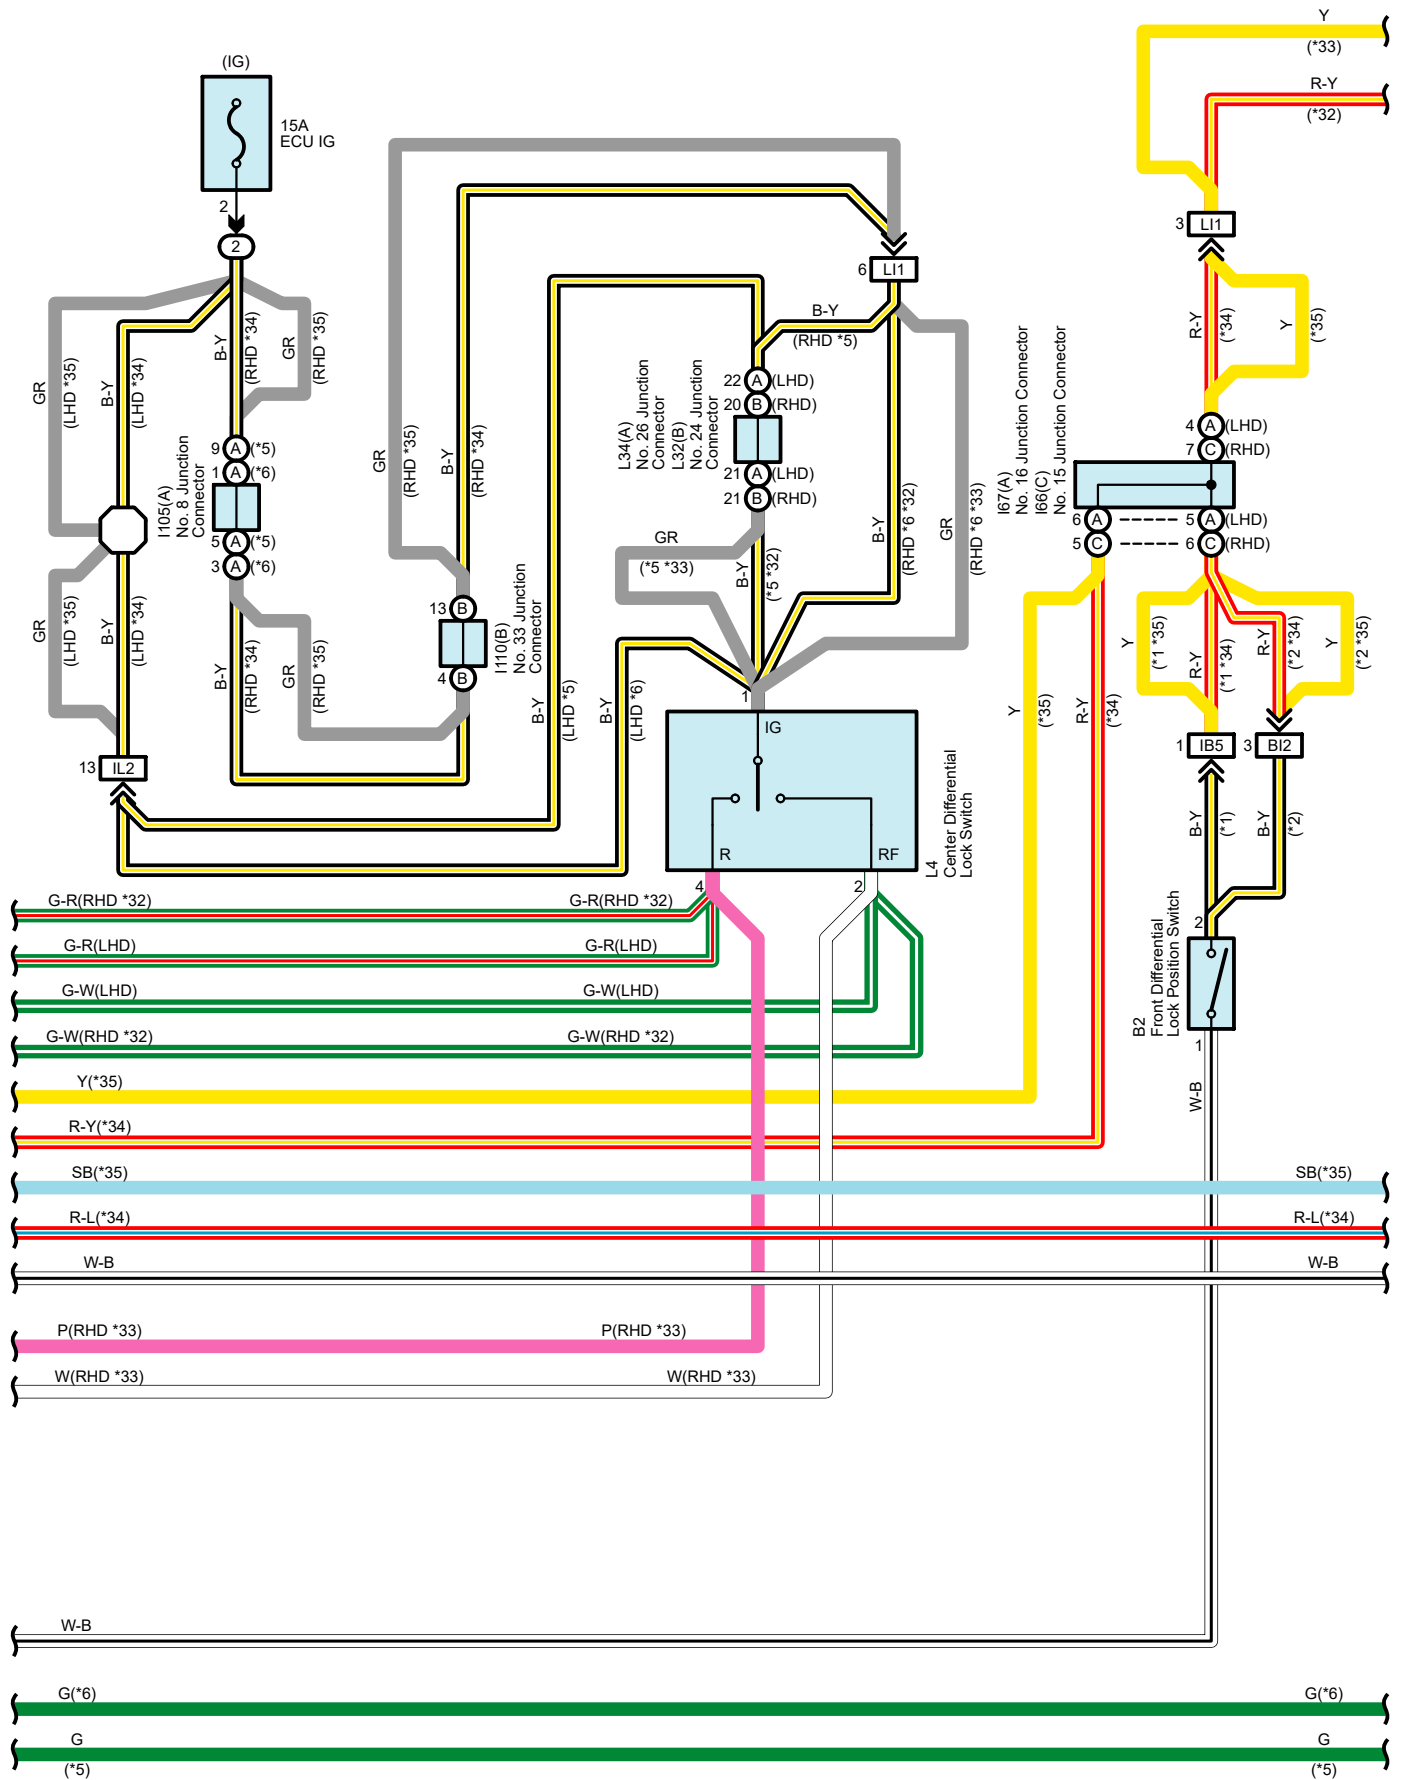 Y
(*33)
R-Y
(*32)
(IG)
15A
ECU IG
2
2
3
LI1
6
LI1
GR
(LHD *35)
B-Y
(LHD *34)
B-Y
(RHD *34)
GR
(RHD *35)
B-Y
(RHD *5)
R-Y
(*34)
Y
(*35)
22
A
(LHD)
20
B
(RHD)
L34(A)
No. 26 Junction
Connector
L32(B)
No. 24 Junction
Connector
21
A
(LHD)
21
B
(RHD)
9
A
(*5)
1
A
(*6)
I105(A)
No. 8 Junction
Connector
5
A
(*5)
3
A
(*6)
GR
(RHD *35)
B-Y
(RHD *34)
4
A
(LHD)
7
C
(RHD)
I67(A)
No. 16 Junction Connector
I66(C)
No. 15 Junction Connector
6
A
5
A
(LHD)
5
C
6
C
(RHD)
GR
(*5 *33)
B-Y
(*5 *32)
B-Y
(RHD *6 *32)
GR
(RHD *6 *33)
GR
(LHD *35)
B-Y
(LHD *34)
B-Y
(RHD *34)
GR
(RHD *35)
13
B
I110(B)
No. 33 Junction
Connector
4
B
B-Y
(LHD *5)
B-Y
(LHD *6)
Y
(*1 *35)
R-Y
(*1 *34)
R-Y
(*2 *34)
Y
(*2 *35)
Y
(*35)
R-Y
(*34)
13
IL2
1
IG
R
RF
4
2
L4
Center Differential
Lock Switch
1
IB5
3
BI2
B-Y
(*1)
B-Y
(*2)
2
B2
Front Differential
Lock Position Switch
1
W-B
G-R(RHD *32)
G-R(RHD *32)
G-R(LHD)
G-R(LHD)
G-W(LHD)
G-W(LHD)
G-W(RHD *32)
G-W(RHD *32)
Y(*35)
R-Y(*34)
SB(*35)
SB(*35)
R-L(*34)
R-L(*34)
W-B
W-B
P(RHD *33)
P(RHD *33)
W(RHD *33)
W(RHD *33)
W-B
G(*6)
G(*6)
G
(*5)
G
(*5)